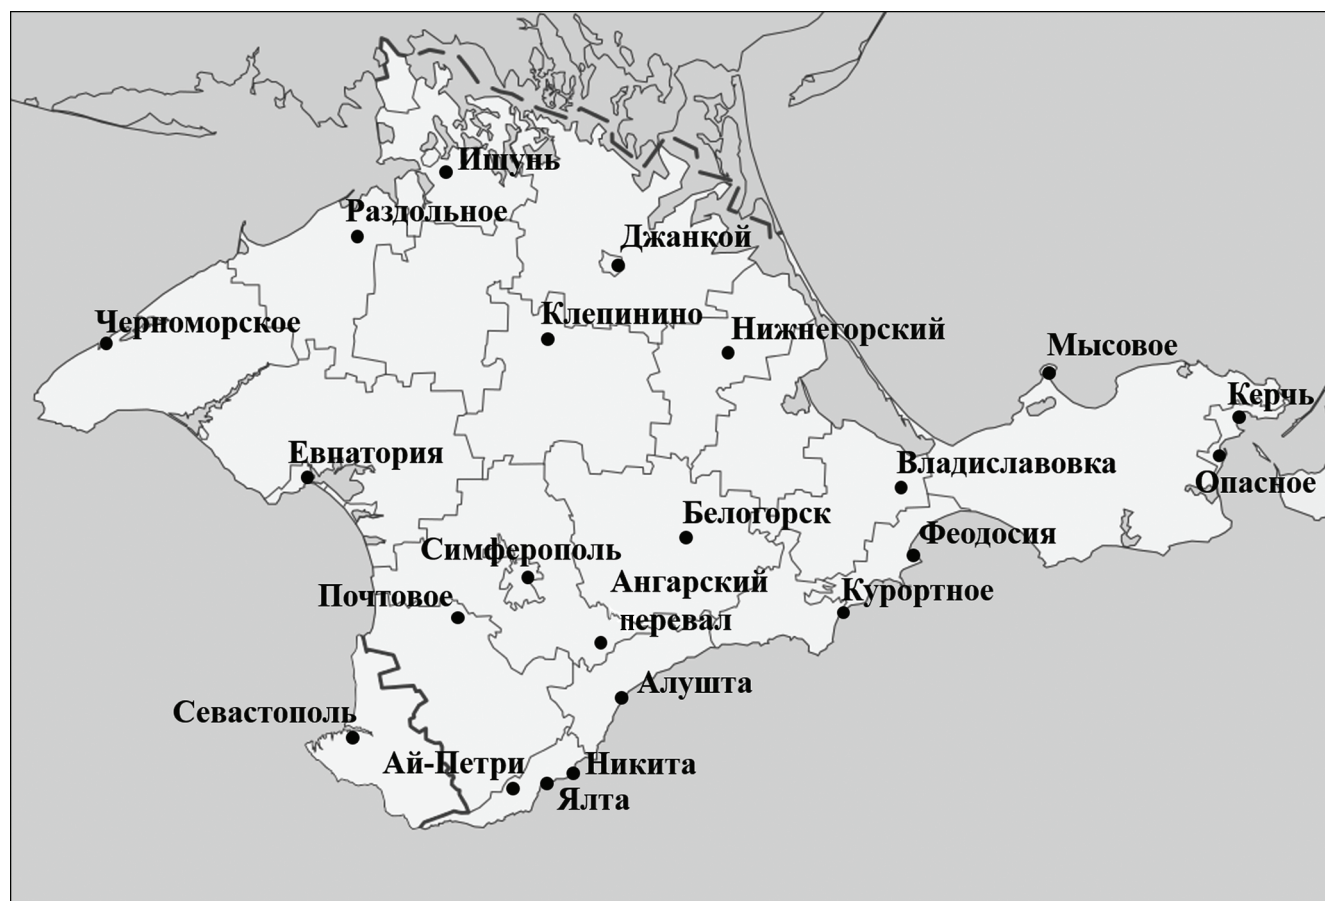 Ишунь
Раздольное
Джанкой
Клепинино
Черноморское
Нижнегорский
Мысовое
Керчь
Евпатория
Владиславовка
Опасное
Белогорск
Феодосия
Симферополь
Ангарский
перевал
Почтовое
Курортное
Алушта
Севастополь
Ай-Петри
Никита
Ялта